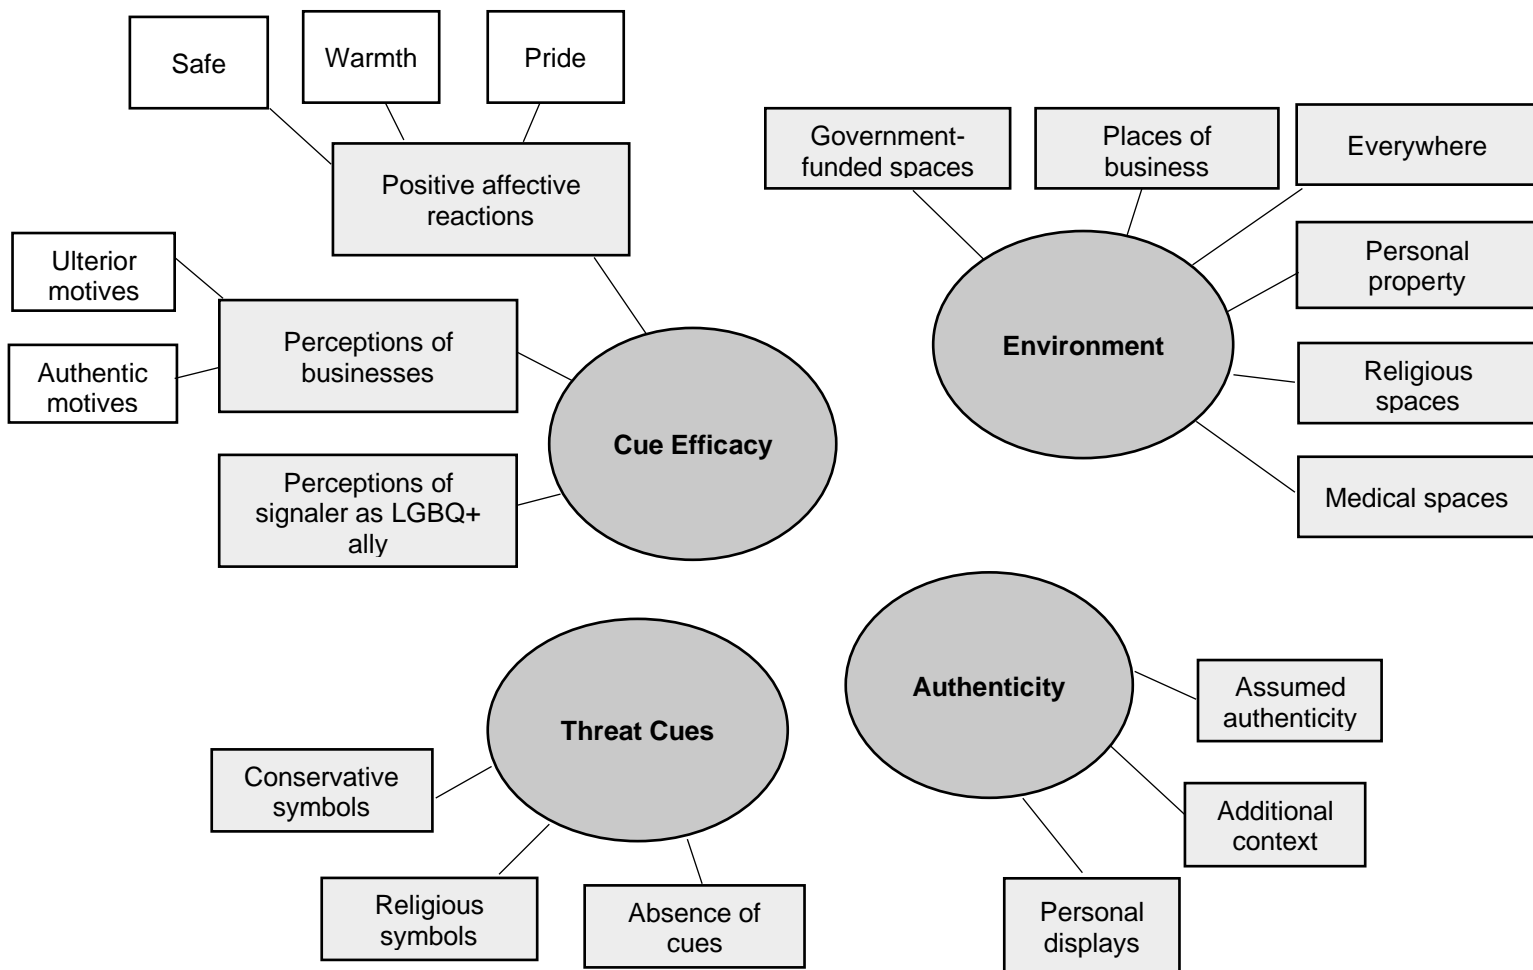 Safe
Warmth
Pride
Positive affective
reactions
Ulterior
motives
Authentic
motives
Perceptions of
businesses
Perceptions of
signaler as LGBQ+
ally
Cue Efficacy
Government-
funded spaces
Places of
business
Everywhere
Personal
property
Religious
spaces
Medical spaces
Environment
Threat Cues
Conservative
symbols
Religious
symbols
Absence of
cues
Authenticity
Assumed
authenticity
Additional
context
Personal
displays